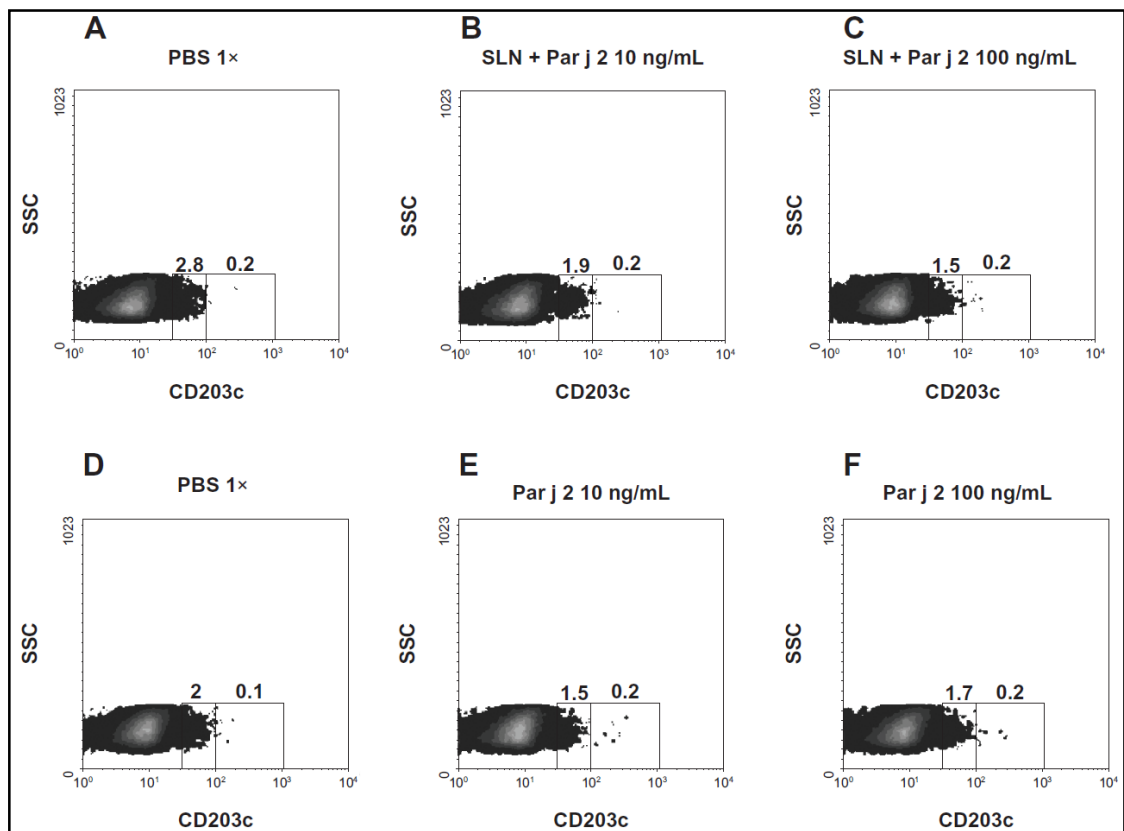 A
PBS 1×
1023
SSC
2.8 0.2
0
10⁰ 10¹ 10² 10³ 10⁴
CD203c
B
SLN + Par j 2 10 ng/mL
1023
SSC
1.9 0.2
0
10⁰ 10¹ 10² 10³ 10⁴
CD203c
C
SLN + Par j 2 100 ng/mL
1023
SSC
1.5 0.2
0
10⁰ 10¹ 10² 10³ 10⁴
CD203c
D
PBS 1×
1023
SSC
2 0.1
0
10⁰ 10¹ 10² 10³ 10⁴
CD203c
E
Par j 2 10 ng/mL
1023
SSC
1.5 0.2
0
10⁰ 10¹ 10² 10³ 10⁴
CD203c
F
Par j 2 100 ng/mL
1023
SSC
1.7 0.2
0
10⁰ 10¹ 10² 10³ 10⁴
CD203c